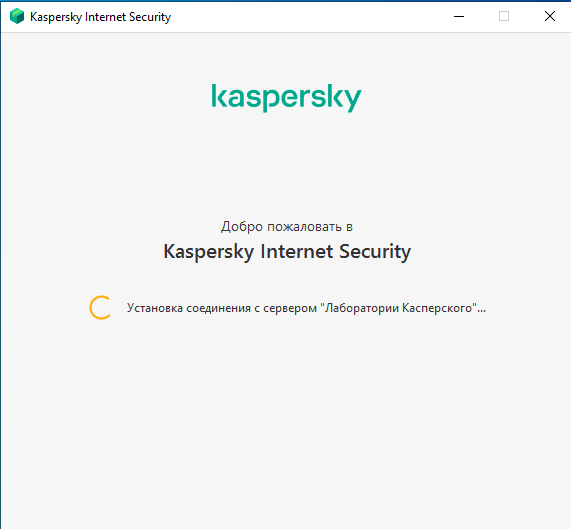 Kaspersky Internet Security
kaspersky
Добро пожаловать в
Kaspersky Internet Security
Установка соединения с сервером "Лаборатории Касперского"...